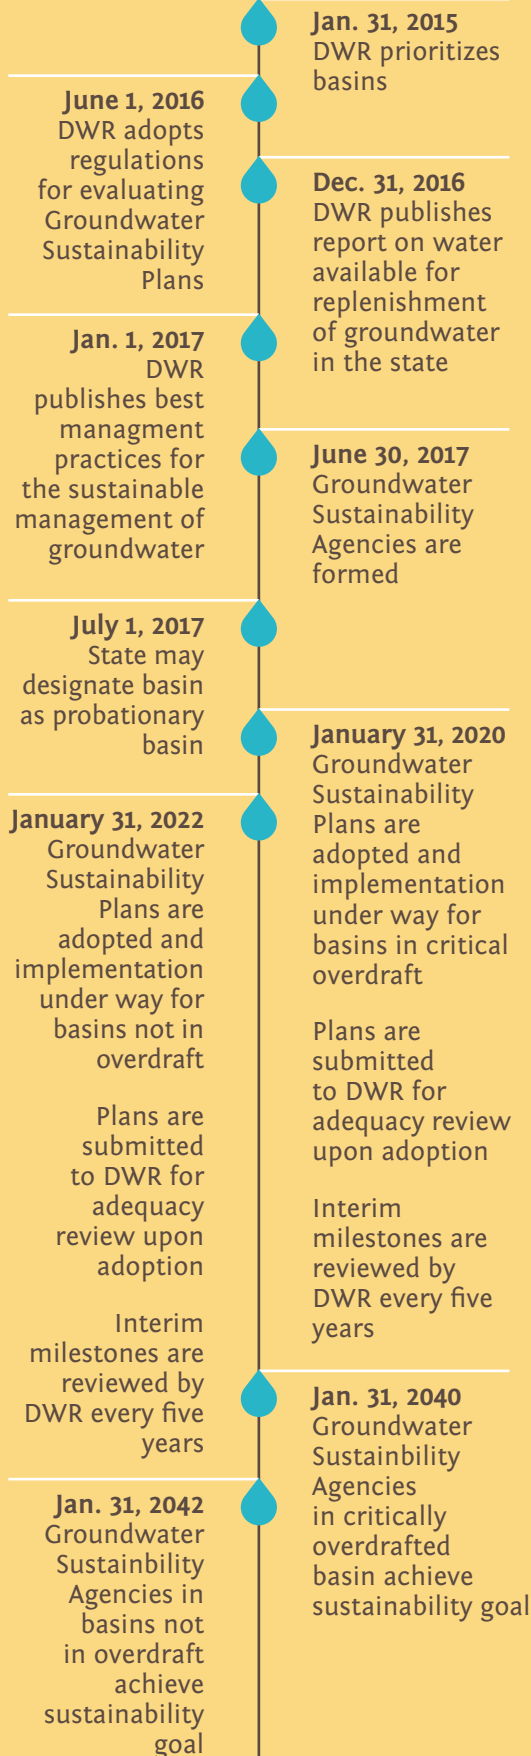 Jan. 31, 2015
DWR prioritizes
basins
June 1, 2016
DWR adopts
regulations
for evaluating
Groundwater
Sustainability
Plans
Dec. 31, 2016
DWR publishes
report on water
available for
replenishment
of groundwater
in the state
Jan. 1, 2017
DWR
publishes best
managment
practices for
the sustainable
management of
groundwater
June 30, 2017
Groundwater
Sustainability
Agencies are
formed
July 1, 2017
State may
designate basin
as probationary
basin
January 31, 2020
Groundwater
Sustainability
Plans are
adopted and
implementation
under way for
basins in critical
overdraft
Plans are
submitted
to DWR for
adequacy review
upon adoption
Interim
milestones are
reviewed by
DWR every five
years
January 31, 2022
Groundwater
Sustainability
Plans are
adopted and
implementation
under way for
basins not in
overdraft
Plans are
submitted
to DWR for
adequacy
review upon
adoption
Interim
milestones are
reviewed by
DWR every five
years
Jan. 31, 2040
Groundwater
Sustainbility
Agencies
in critically
overdrafted
basin achieve
sustainability goal
Jan. 31, 2042
Groundwater
Sustainbility
Agencies in
basins not
in overdraft
achieve
sustainability
goal